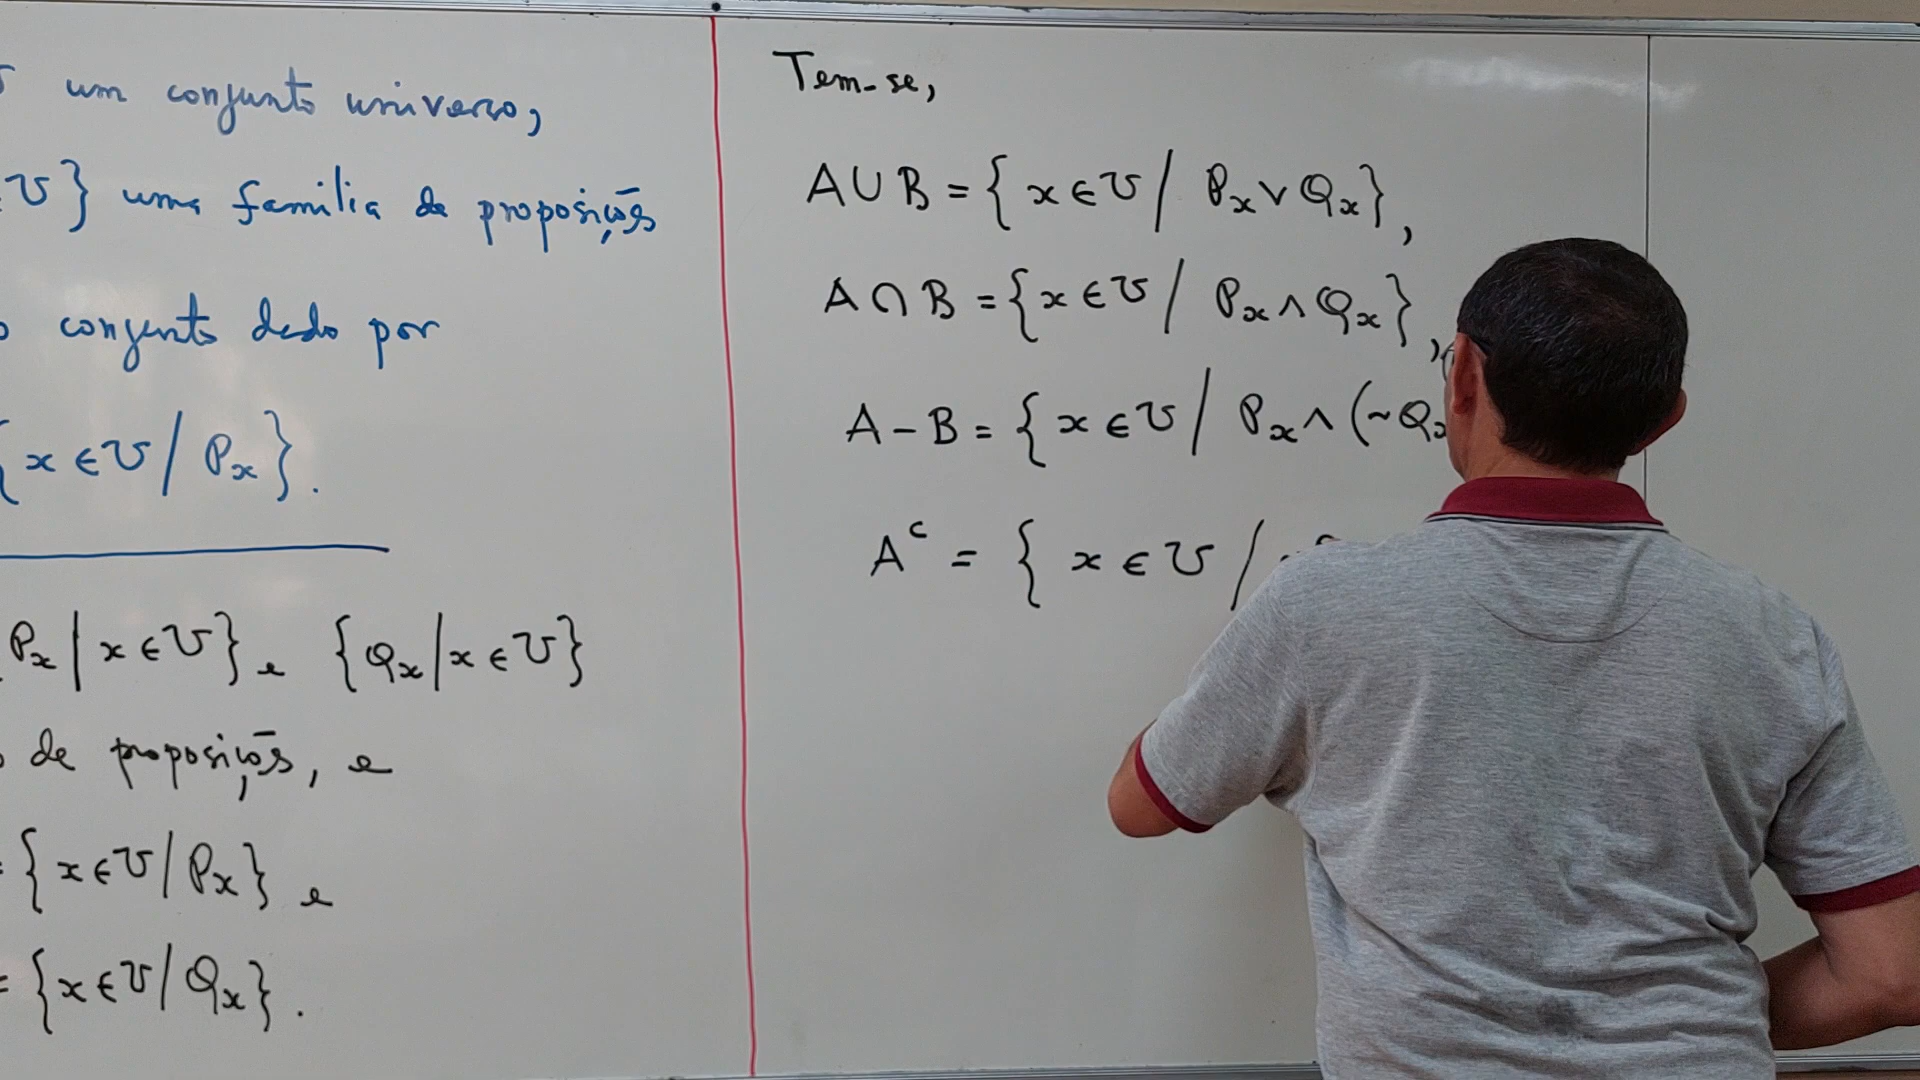 um conjunto universo,
U} uma família de proposições
conjunto dado por
{x ∈ U / Px}.
Px | x ∈ U} e {Qx | x ∈ U}
de proposições, e
= {x ∈ U / Px} e
= {x ∈ U / Qx}.
Tem-se,
A ∪ B = { x ∈ U / Px ∨ Qx},
A ∩ B = {x ∈ U / Px ∧ Qx},
A - B = { x ∈ U / Px ∧ (~Qx
A^c = { x ∈ U /